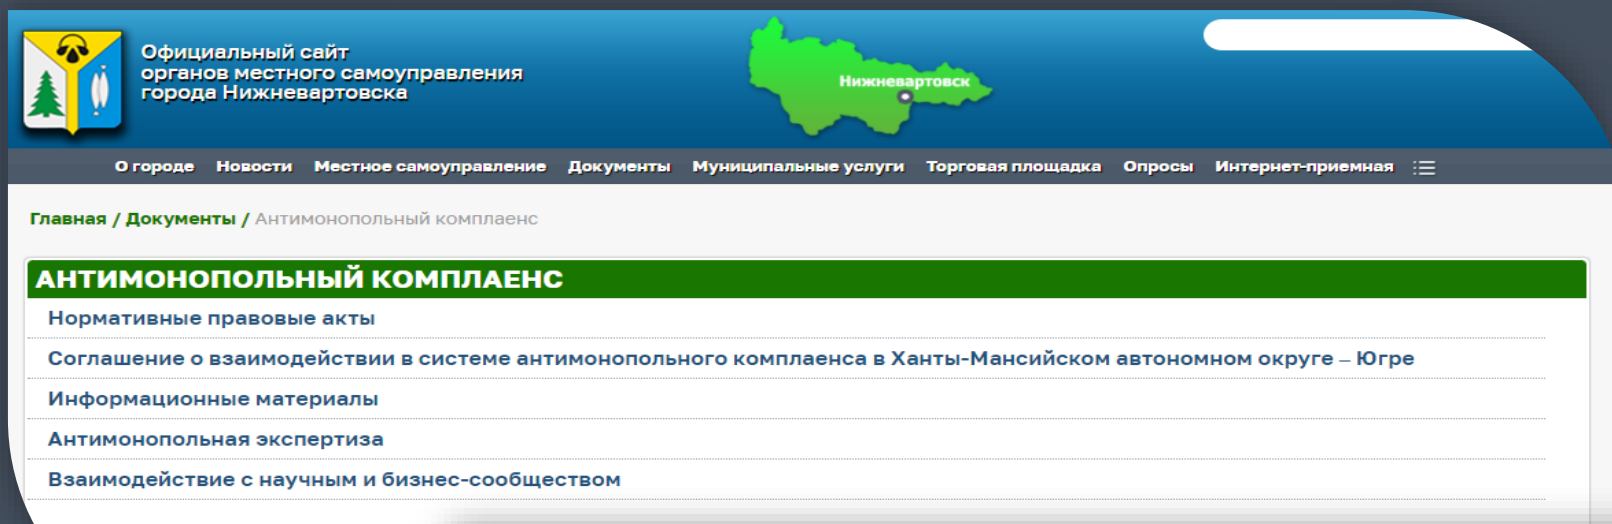 Официальный сайт
органов местного самоуправления
города Нижневартовска
Нижневартовск
О городе Новости Местное самоуправление Документы Муниципальные услуги Торговая площадка Опросы Интернет-приемная
Главная / Документы / Антимонопольный комплаенс
АНТИМОНОПОЛЬНЫЙ КОМПЛАЕНС
Нормативные правовые акты
Соглашение о взаимодействии в системе антимонопольного комплаенса в Ханты-Мансийском автономном округе – Югре
Информационные материалы
Антимонопольная экспертиза
Взаимодействие с научным и бизнес-сообществом